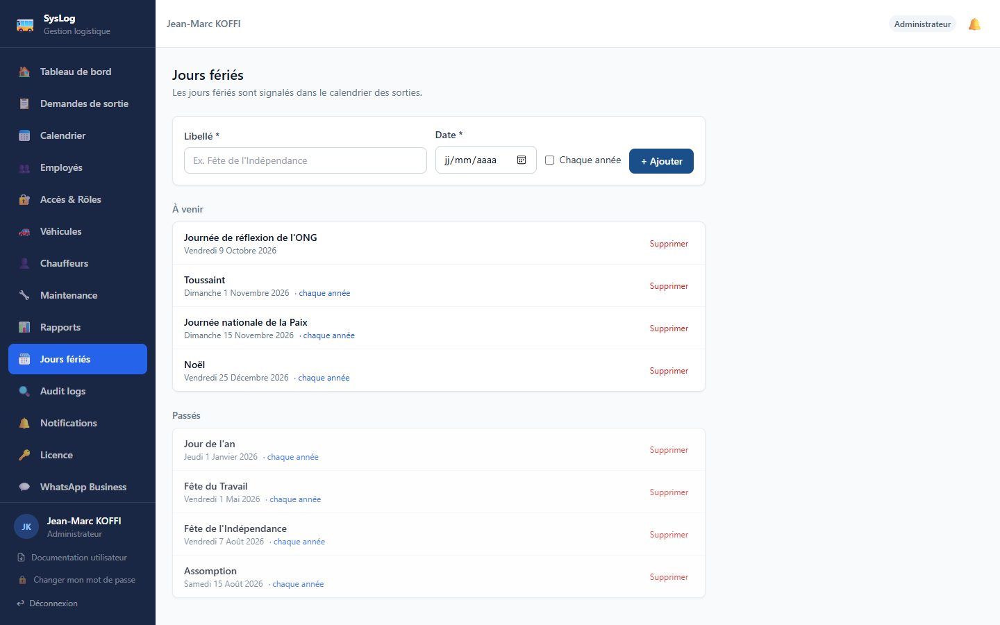 SysLog
Gestion logistique
Tableau de bord
Demandes de sortie
Calendrier
Employés
Accès & Rôles
Véhicules
Chauffeurs
Maintenance
Rapports
Jours fériés
Audit logs
Notifications
Licence
WhatsApp Business
JK
Jean-Marc KOFFI
Administrateur
Documentation utilisateur
Changer mon mot de passe
Déconnexion
Jean-Marc KOFFI
Administrateur
Jours fériés
Les jours fériés sont signalés dans le calendrier des sorties.
Libellé *
Date *
Ex. Fête de l'Indépendance
jj/mm/aaaa
Chaque année
+ Ajouter
À venir
Journée de réflexion de l'ONG
Vendredi 9 Octobre 2026
Supprimer
Toussaint
Dimanche 1 Novembre 2026 · chaque année
Supprimer
Journée nationale de la Paix
Dimanche 15 Novembre 2026 · chaque année
Supprimer
Noël
Vendredi 25 Décembre 2026 · chaque année
Supprimer
Passés
Jour de l'an
Jeudi 1 Janvier 2026 · chaque année
Supprimer
Fête du Travail
Vendredi 1 Mai 2026 · chaque année
Supprimer
Fête de l'Indépendance
Vendredi 7 Août 2026 · chaque année
Supprimer
Assomption
Samedi 15 Août 2026 · chaque année
Supprimer